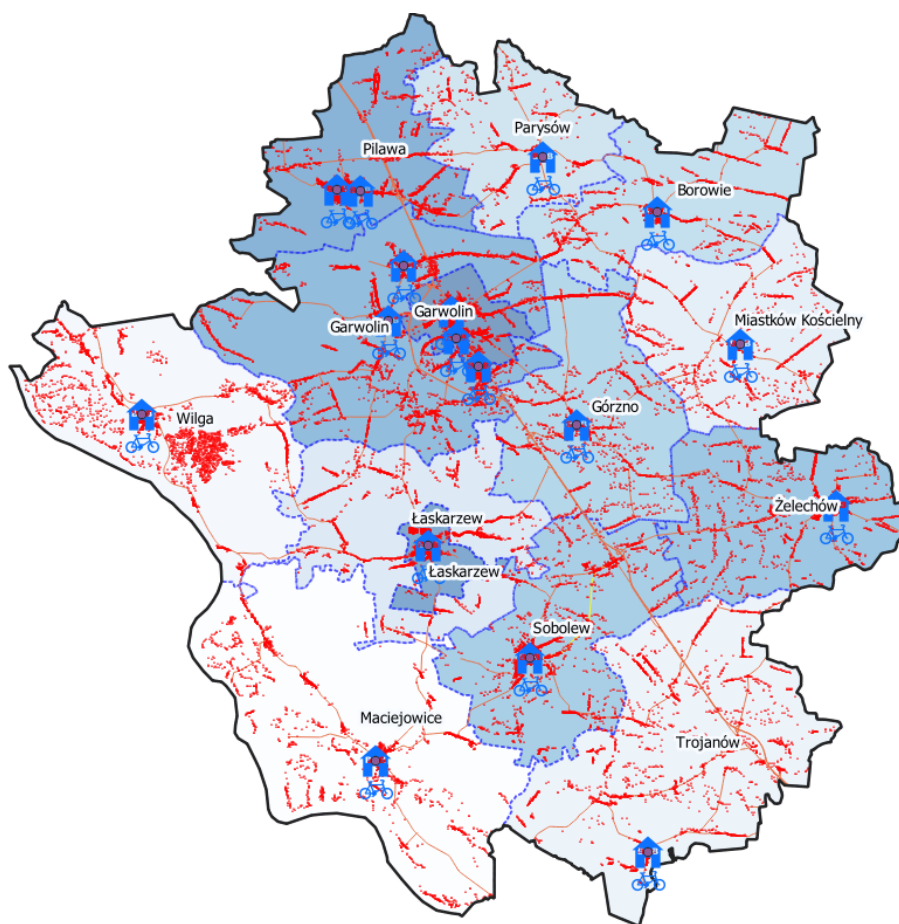 Parysów
Pilawa
Borowie
Garwolin
Miastków Kościelny
Garwolin
Górzno
Wilga
Żelechów
Łaskarzew
Łaskarzew
Sobolew
Maciejowice
Trojanów